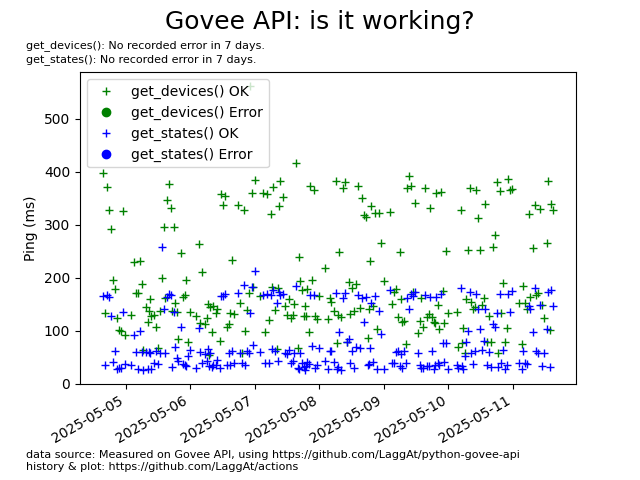 Govee API: is it working?
get_devices(): No recorded error in 7 days.
get_states(): No recorded error in 7 days.
get_devices() OK
get_devices() Error
get_states() OK
get_states() Error
Ping (ms)
500
400
300
200
100
0
2025-05-05
2025-05-06
2025-05-07
2025-05-08
2025-05-09
2025-05-10
2025-05-11
data source: Measured on Govee API, using https://github.com/LaggAt/python-govee-api
history & plot: https://github.com/LaggAt/actions